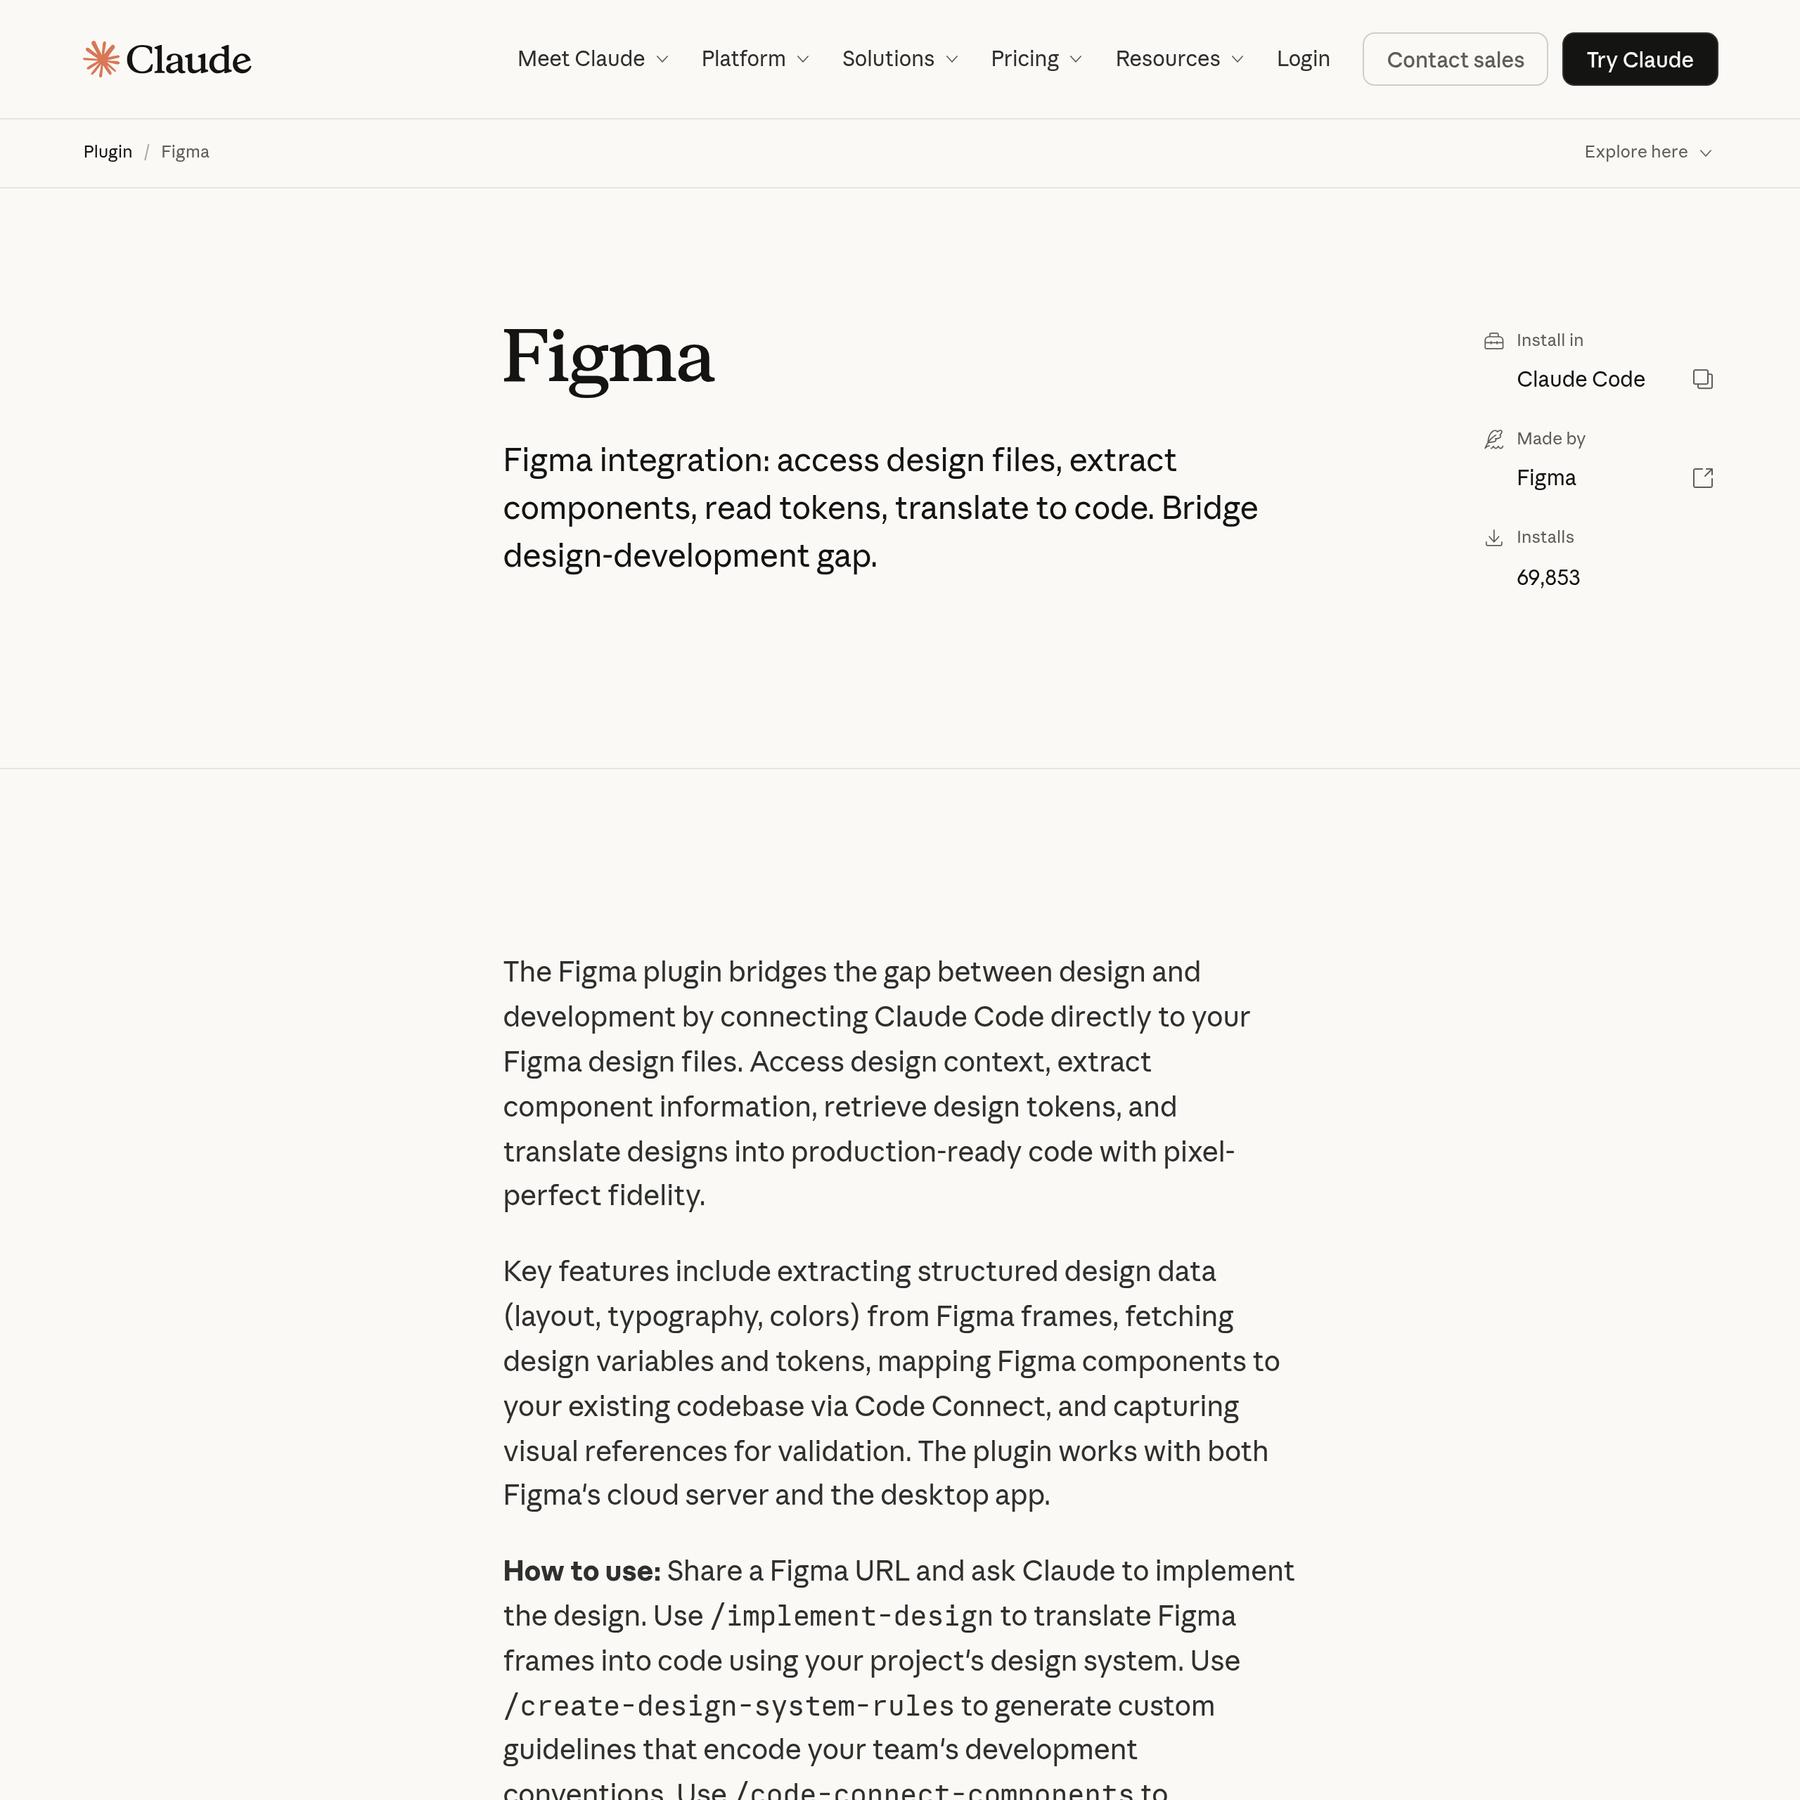 Claude
Meet Claude Platform Solutions Pricing Resources Login Contact sales Try Claude
Plugin / Figma
Explore here
Figma
Figma integration: access design files, extract
components, read tokens, translate to code. Bridge
design-development gap.
Install in
Claude Code
Made by
Figma
Installs
69,853
The Figma plugin bridges the gap between design and
development by connecting Claude Code directly to your
Figma design files. Access design context, extract
component information, retrieve design tokens, and
translate designs into production-ready code with pixel-
perfect fidelity.
Key features include extracting structured design data
(layout, typography, colors) from Figma frames, fetching
design variables and tokens, mapping Figma components to
your existing codebase via Code Connect, and capturing
visual references for validation. The plugin works with both
Figma's cloud server and the desktop app.
How to use: Share a Figma URL and ask Claude to implement
the design. Use /implement-design to translate Figma
frames into code using your project's design system. Use
/create-design-system-rules to generate custom
guidelines that encode your team's development
conventions. Use /code-connect-components to